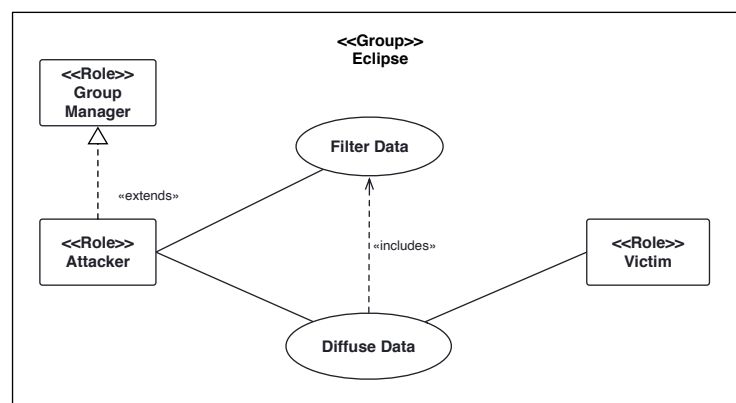 <<Group>>
Eclipse
<<Role>>
Group
Manager
Filter Data
«extends»
<<Role>>
Attacker
«includes»
<<Role>>
Victim
Diffuse Data